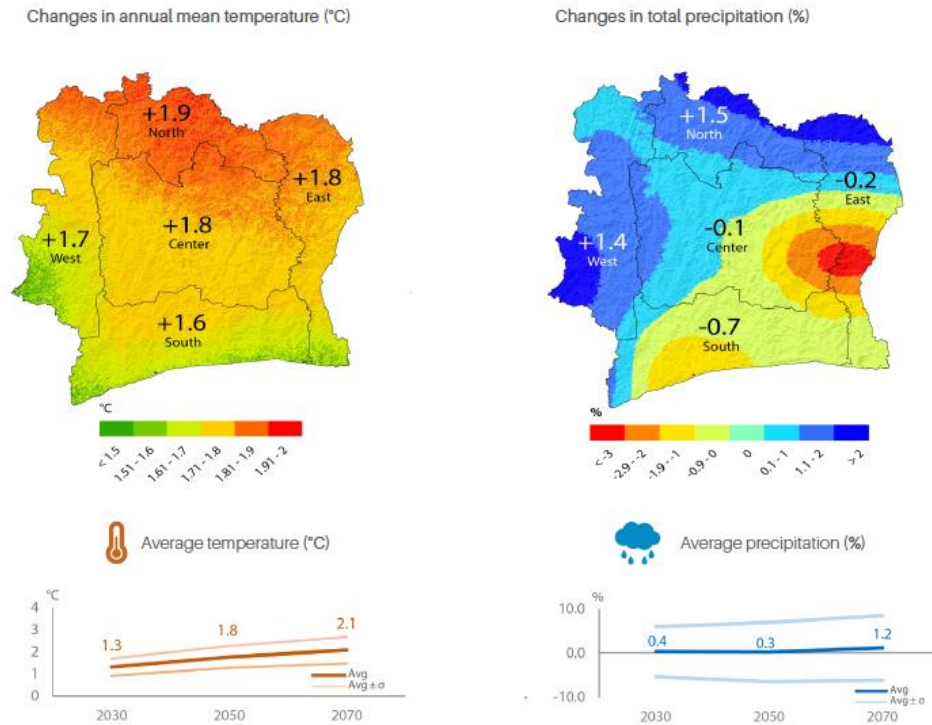 Changes in annual mean temperature (°C)
+1.9
North
+1.8
East
+1.8
Center
+1.7
West
+1.6
South
°C
< 1.5
1.51 - 1.6
1.61 - 1.7
1.71 - 1.8
1.81 - 1.9
1.91 - 2
Changes in total precipitation (%)
+1.5
North
-0.2
East
-0.1
Center
+1.4
West
-0.7
South
%
<-3
-2.9 - -2
-1.9 - -1
-0.9 - 0
0
0.1 - 1
1.1 - 2
> 2
Average temperature (°C)
°C
4
3
2
1
0
1.3
1.8
2.1
Avg
Avg ± σ
2030
2050
2070
Average precipitation (%)
%
10.0
0.0
-10.0
0.4
0.3
1.2
Avg
Avg ± σ
2030
2050
2070